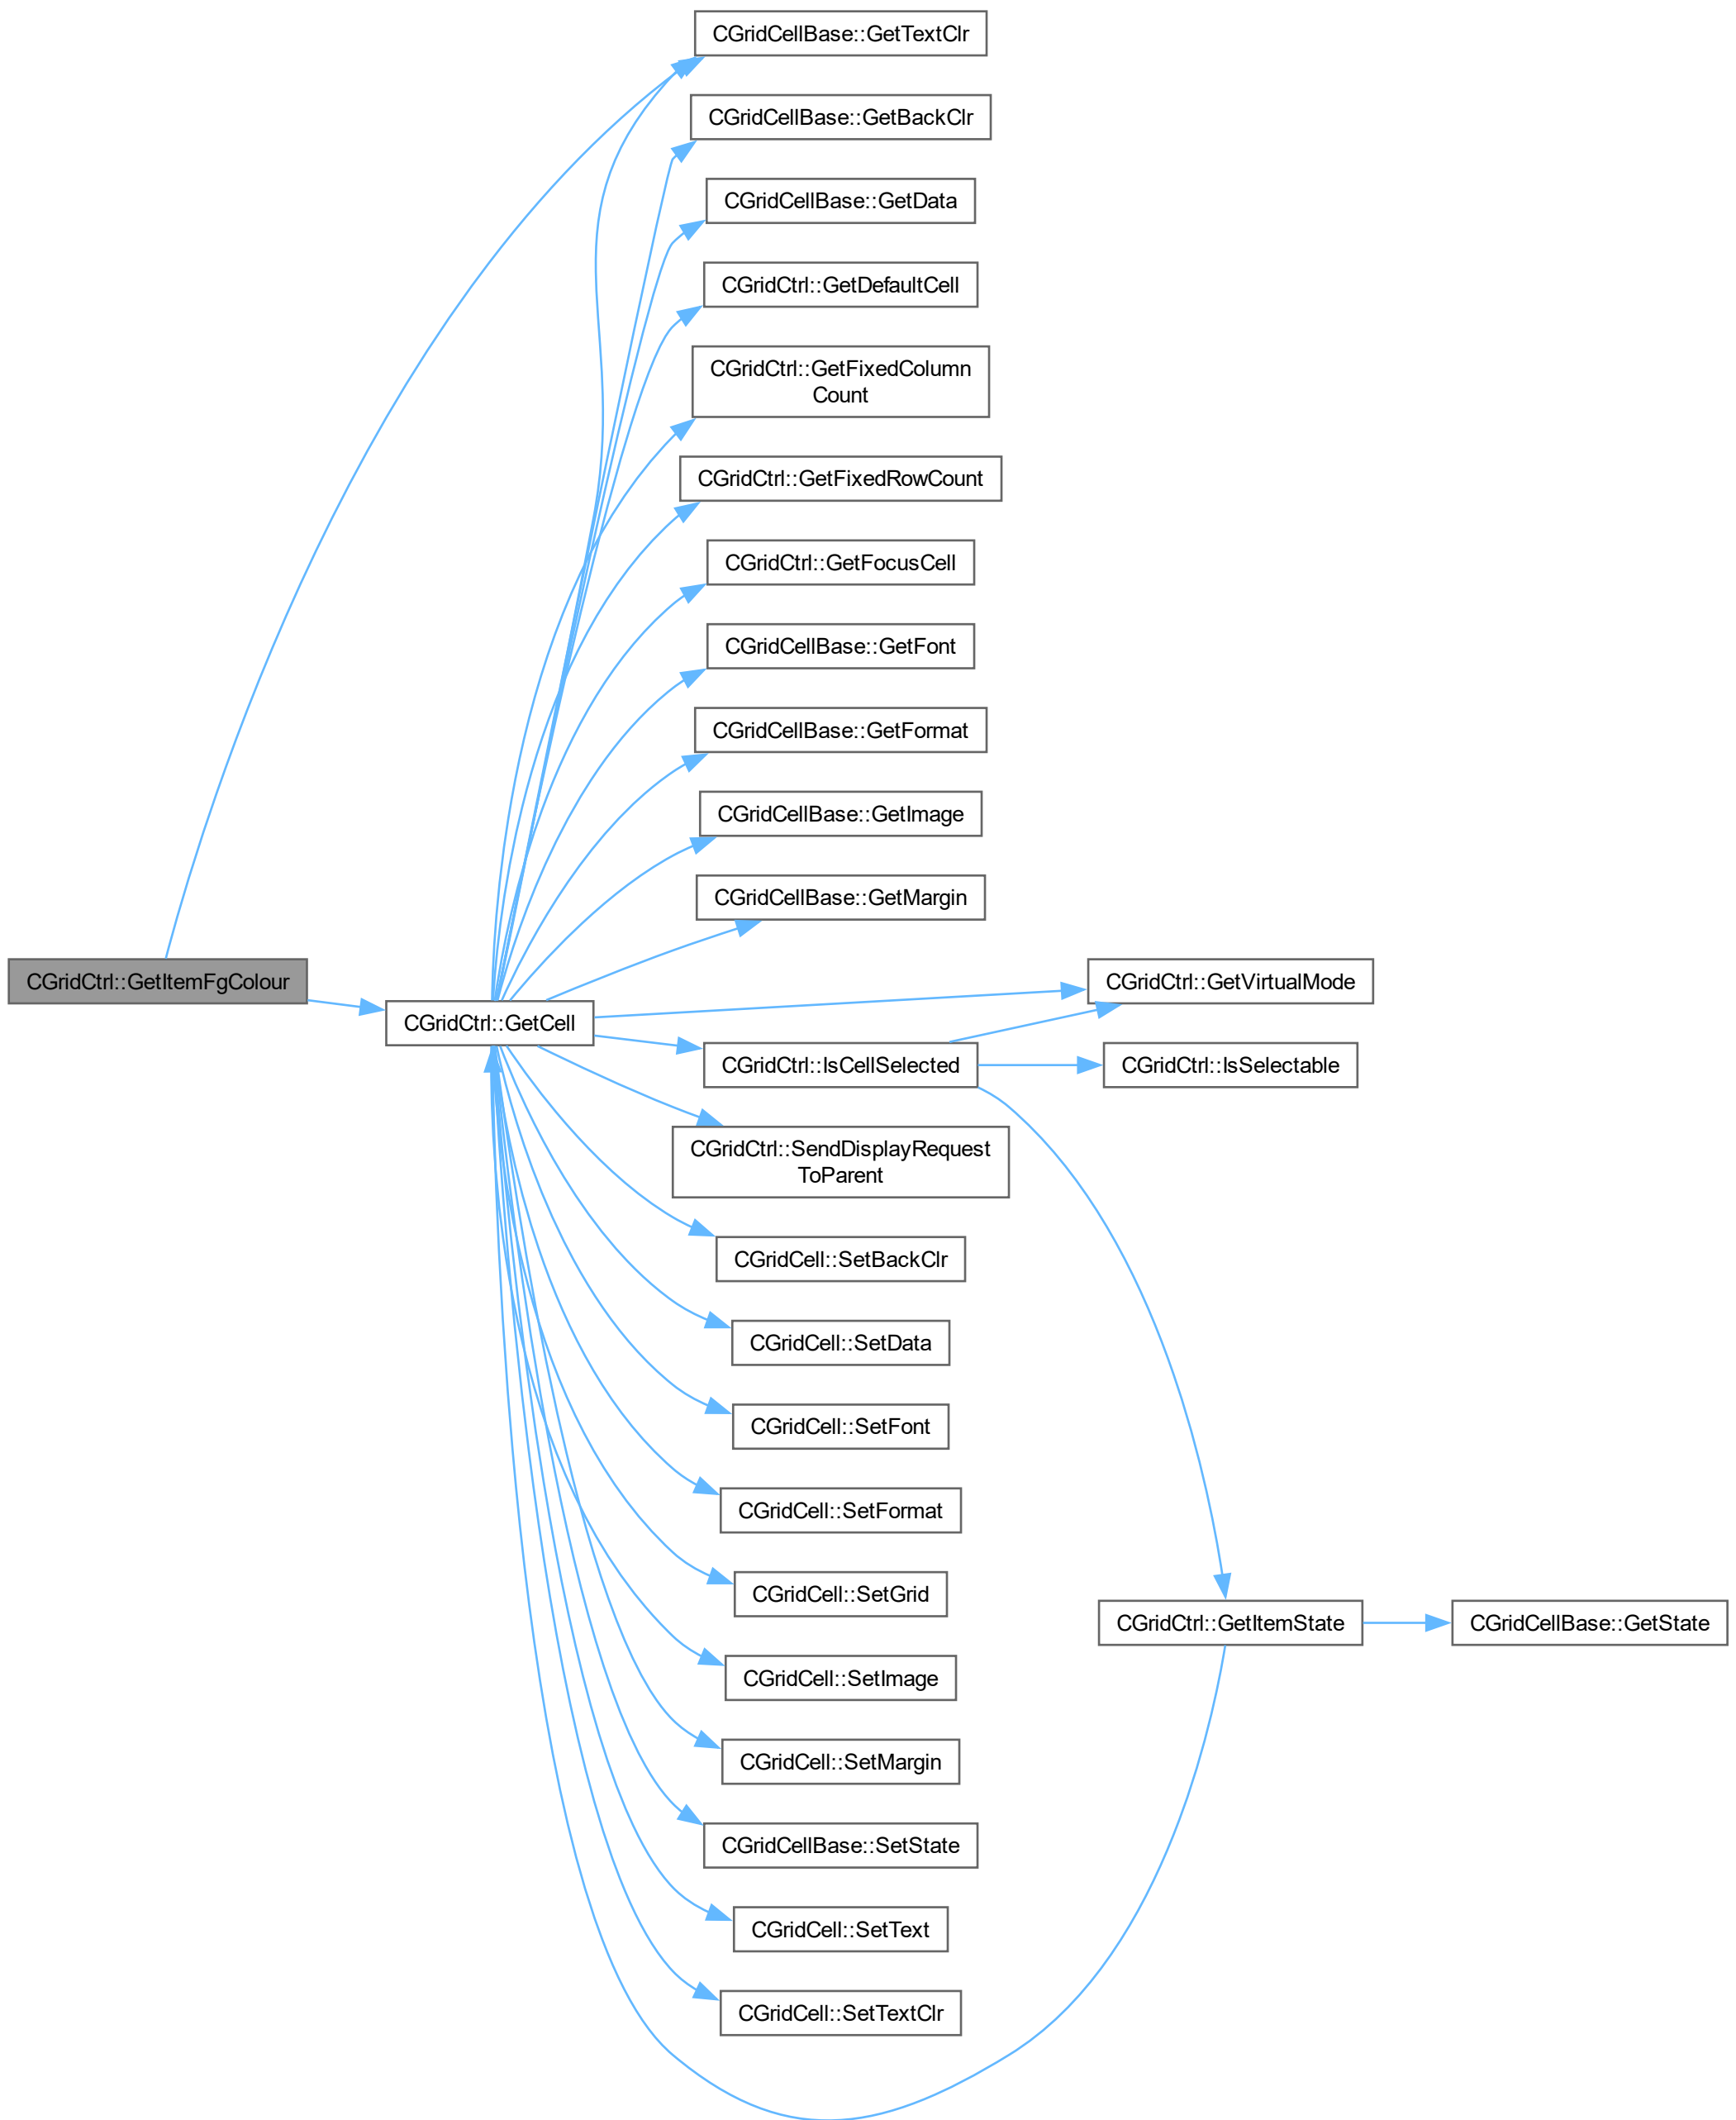 CGridCellBase::GetTextClr
CGridCellBase::GetBackClr
CGridCellBase::GetData
CGridCtrl::GetDefaultCell
CGridCtrl::GetFixedColumn
Count
CGridCtrl::GetFixedRowCount
CGridCtrl::GetFocusCell
CGridCellBase::GetFont
CGridCellBase::GetFormat
CGridCellBase::GetImage
CGridCellBase::GetMargin
CGridCtrl::GetItemFgColour
CGridCtrl::GetCell
CGridCtrl::GetVirtualMode
CGridCtrl::IsCellSelected
CGridCtrl::IsSelectable
CGridCtrl::SendDisplayRequest
ToParent
CGridCell::SetBackClr
CGridCell::SetData
CGridCell::SetFont
CGridCell::SetFormat
CGridCell::SetGrid
CGridCtrl::GetItemState
CGridCellBase::GetState
CGridCell::SetImage
CGridCell::SetMargin
CGridCellBase::SetState
CGridCell::SetText
CGridCell::SetTextClr